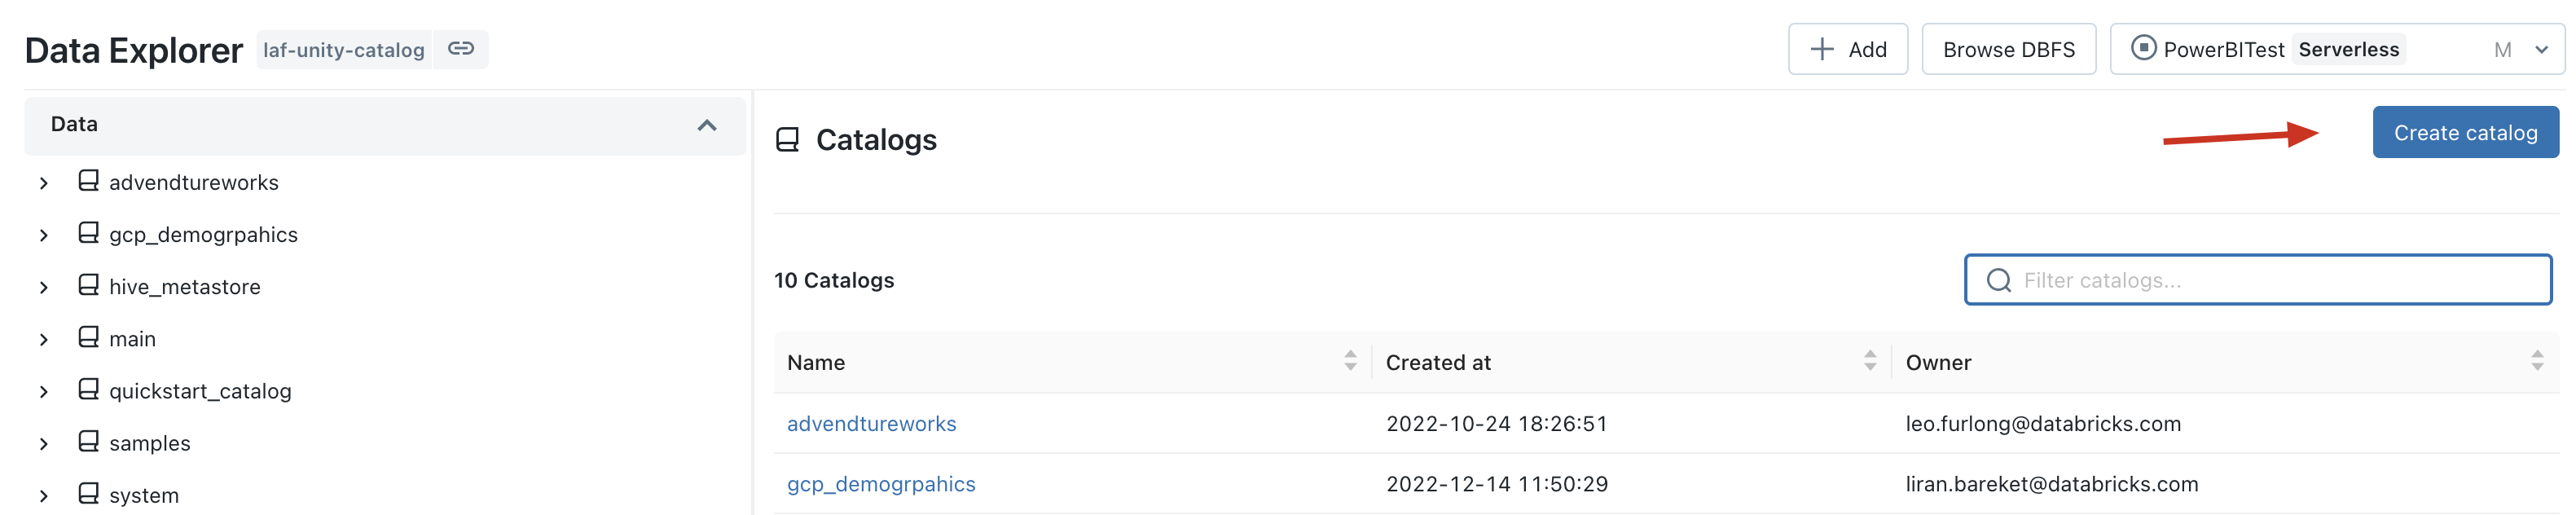 Data Explorer laf-unity-catalog
Add
Browse DBFS
PowerBITest Serverless M
Data
advendtureworks
gcp_demogrpahics
hive_metastore
main
quickstart_catalog
samples
system
Catalogs
Create catalog
10 Catalogs
Filter catalogs...
Name Created at Owner
advendtureworks 2022-10-24 18:26:51 leo.furlong@databricks.com
gcp_demogrpahics 2022-12-14 11:50:29 liran.bareket@databricks.com